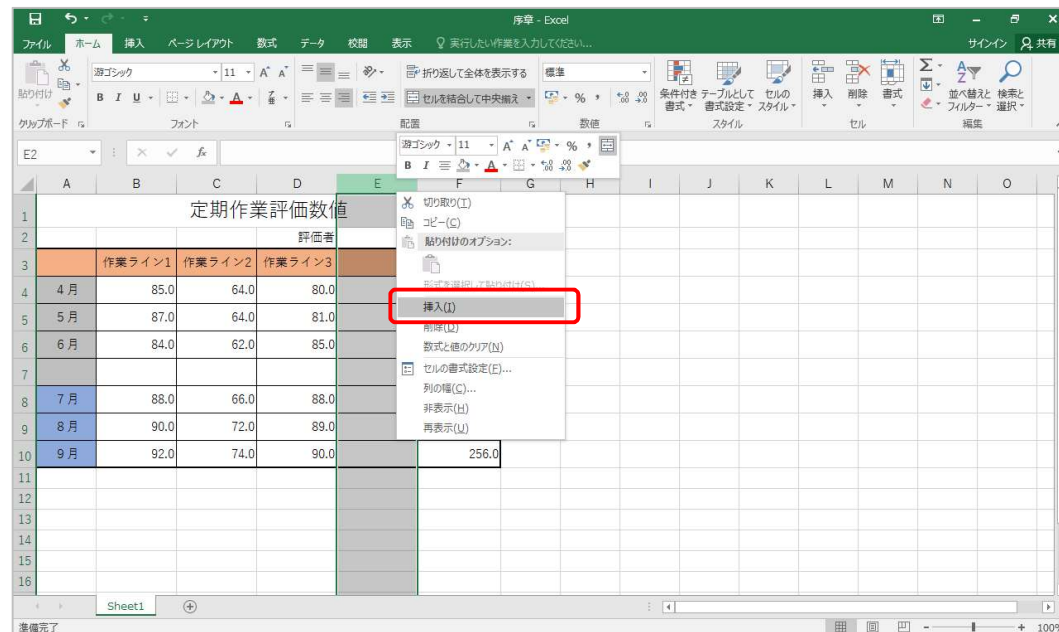 序章 - Excel
ファイル ホーム 挿入 ページ レイアウト 数式 データ 校閲 表示 実行したい作業を入力してください... サインイン 共有
貼り付け 游ゴシック 11 A A 折り返して全体を表示する 標準 条件付き書式 テーブルとして書式設定 セルのスタイル 挿入 削除 書式 並べ替えとフィルター 検索と選択
B I U A セルを結合して中央揃え % ,
クリップボード フォント 配置 数値 スタイル セル 編集
E2 fx
游ゴシック 11 A A % ,
B I A
A B C D E F G H I J K L M N O
1 定期作業評価数値
2 評価者
3 作業ライン1 作業ライン2 作業ライン3
4 4月 85.0 64.0 80.0
5 5月 87.0 64.0 81.0
6 6月 84.0 62.0 85.0
7
8 7月 88.0 66.0 88.0
9 8月 90.0 72.0 89.0
10 9月 92.0 74.0 90.0 256.0
11
12
13
14
15
16
切り取り(T)
コピー(C)
貼り付けのオプション:
形式を選択して貼り付け(S)...
挿入(I)
削除(D)
数式と値のクリア(N)
セルの書式設定(F)...
列の幅(C)...
非表示(H)
再表示(U)
Sheet1
準備完了 100%